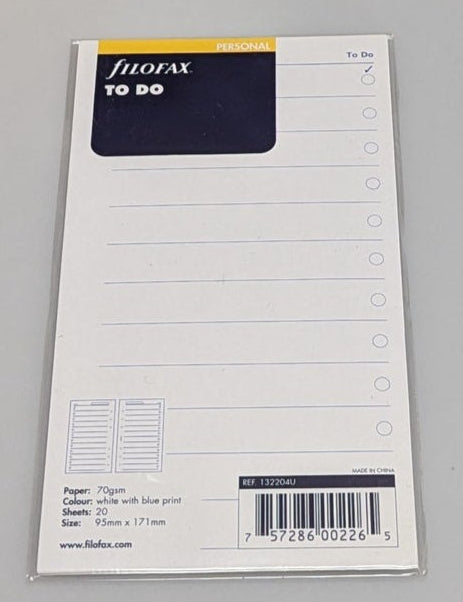 PERSONAL
fILOFAX
TO DO
To Do
MADE IN CHINA
REF. 132204U
Paper: 70gsm
Colour: white with blue print
Sheets: 20
Size: 95mm x 171mm
www.filofax.com
7 57286 00226 5